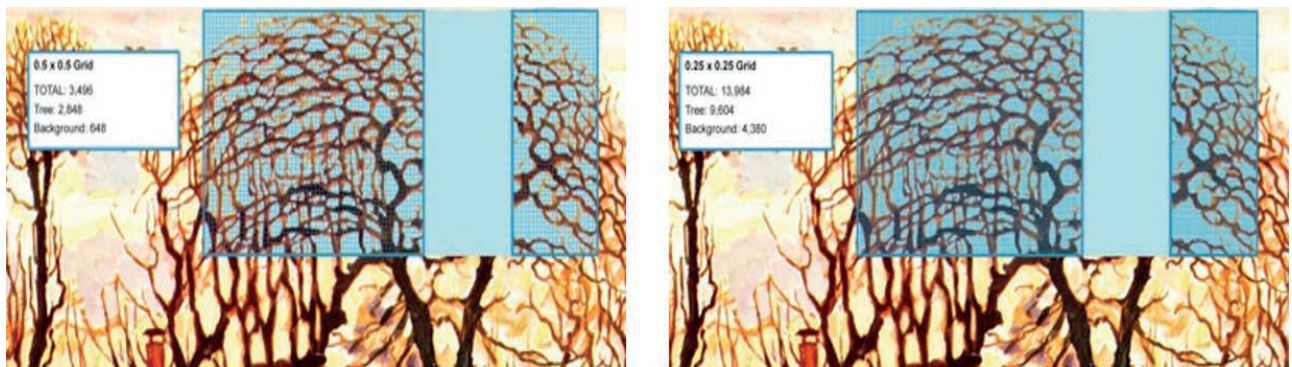 0.5 x 0.5 Grid
TOTAL: 3,496
Tree: 2,848
Background: 648
0.25 x 0.25 Grid
TOTAL: 13,984
Tree: 9,604
Background: 4,380